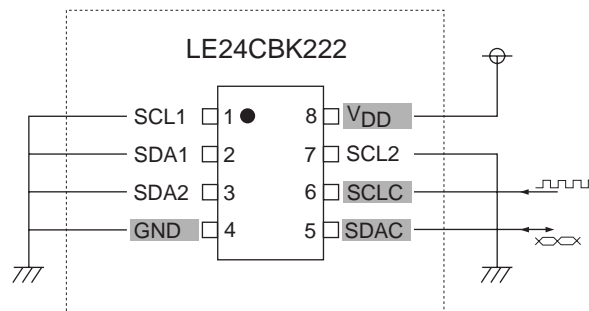 LE24CBK222
SCL1 1 8 VDD
SDA1 2 7 SCL2
SDA2 3 6 SCLC
GND 4 5 SDAC